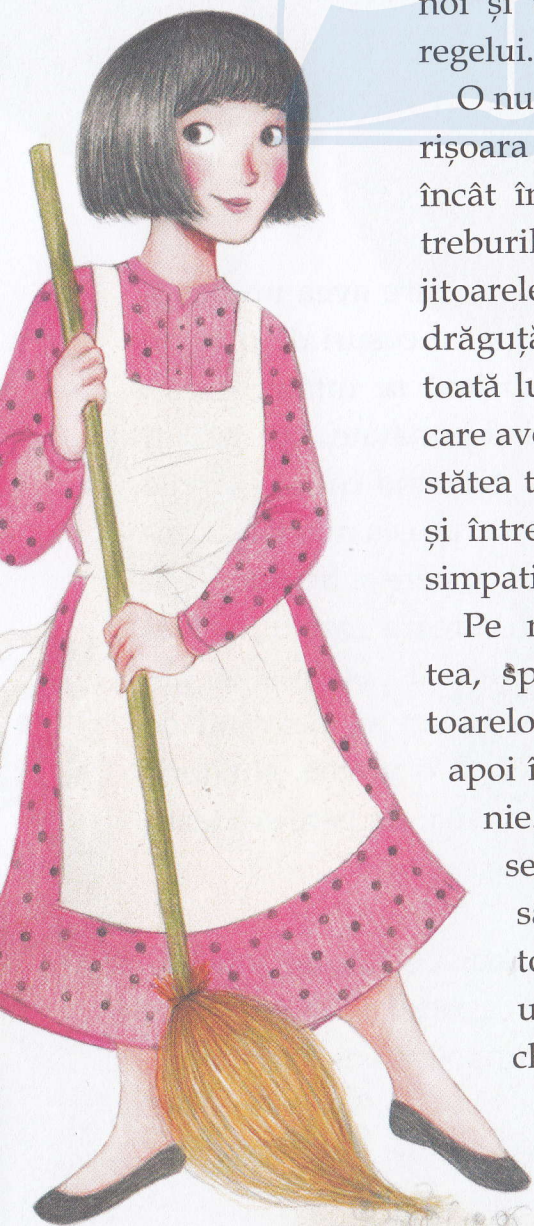 noi și
regelui.
O nu
rișoara
încât în
treburil
jitoarele
drăguță
toată lu
care ave
stătea t
și între
simpati
Pe
tea, sp
toarelo
apoi î
nie.
se
sa
to
u
cl